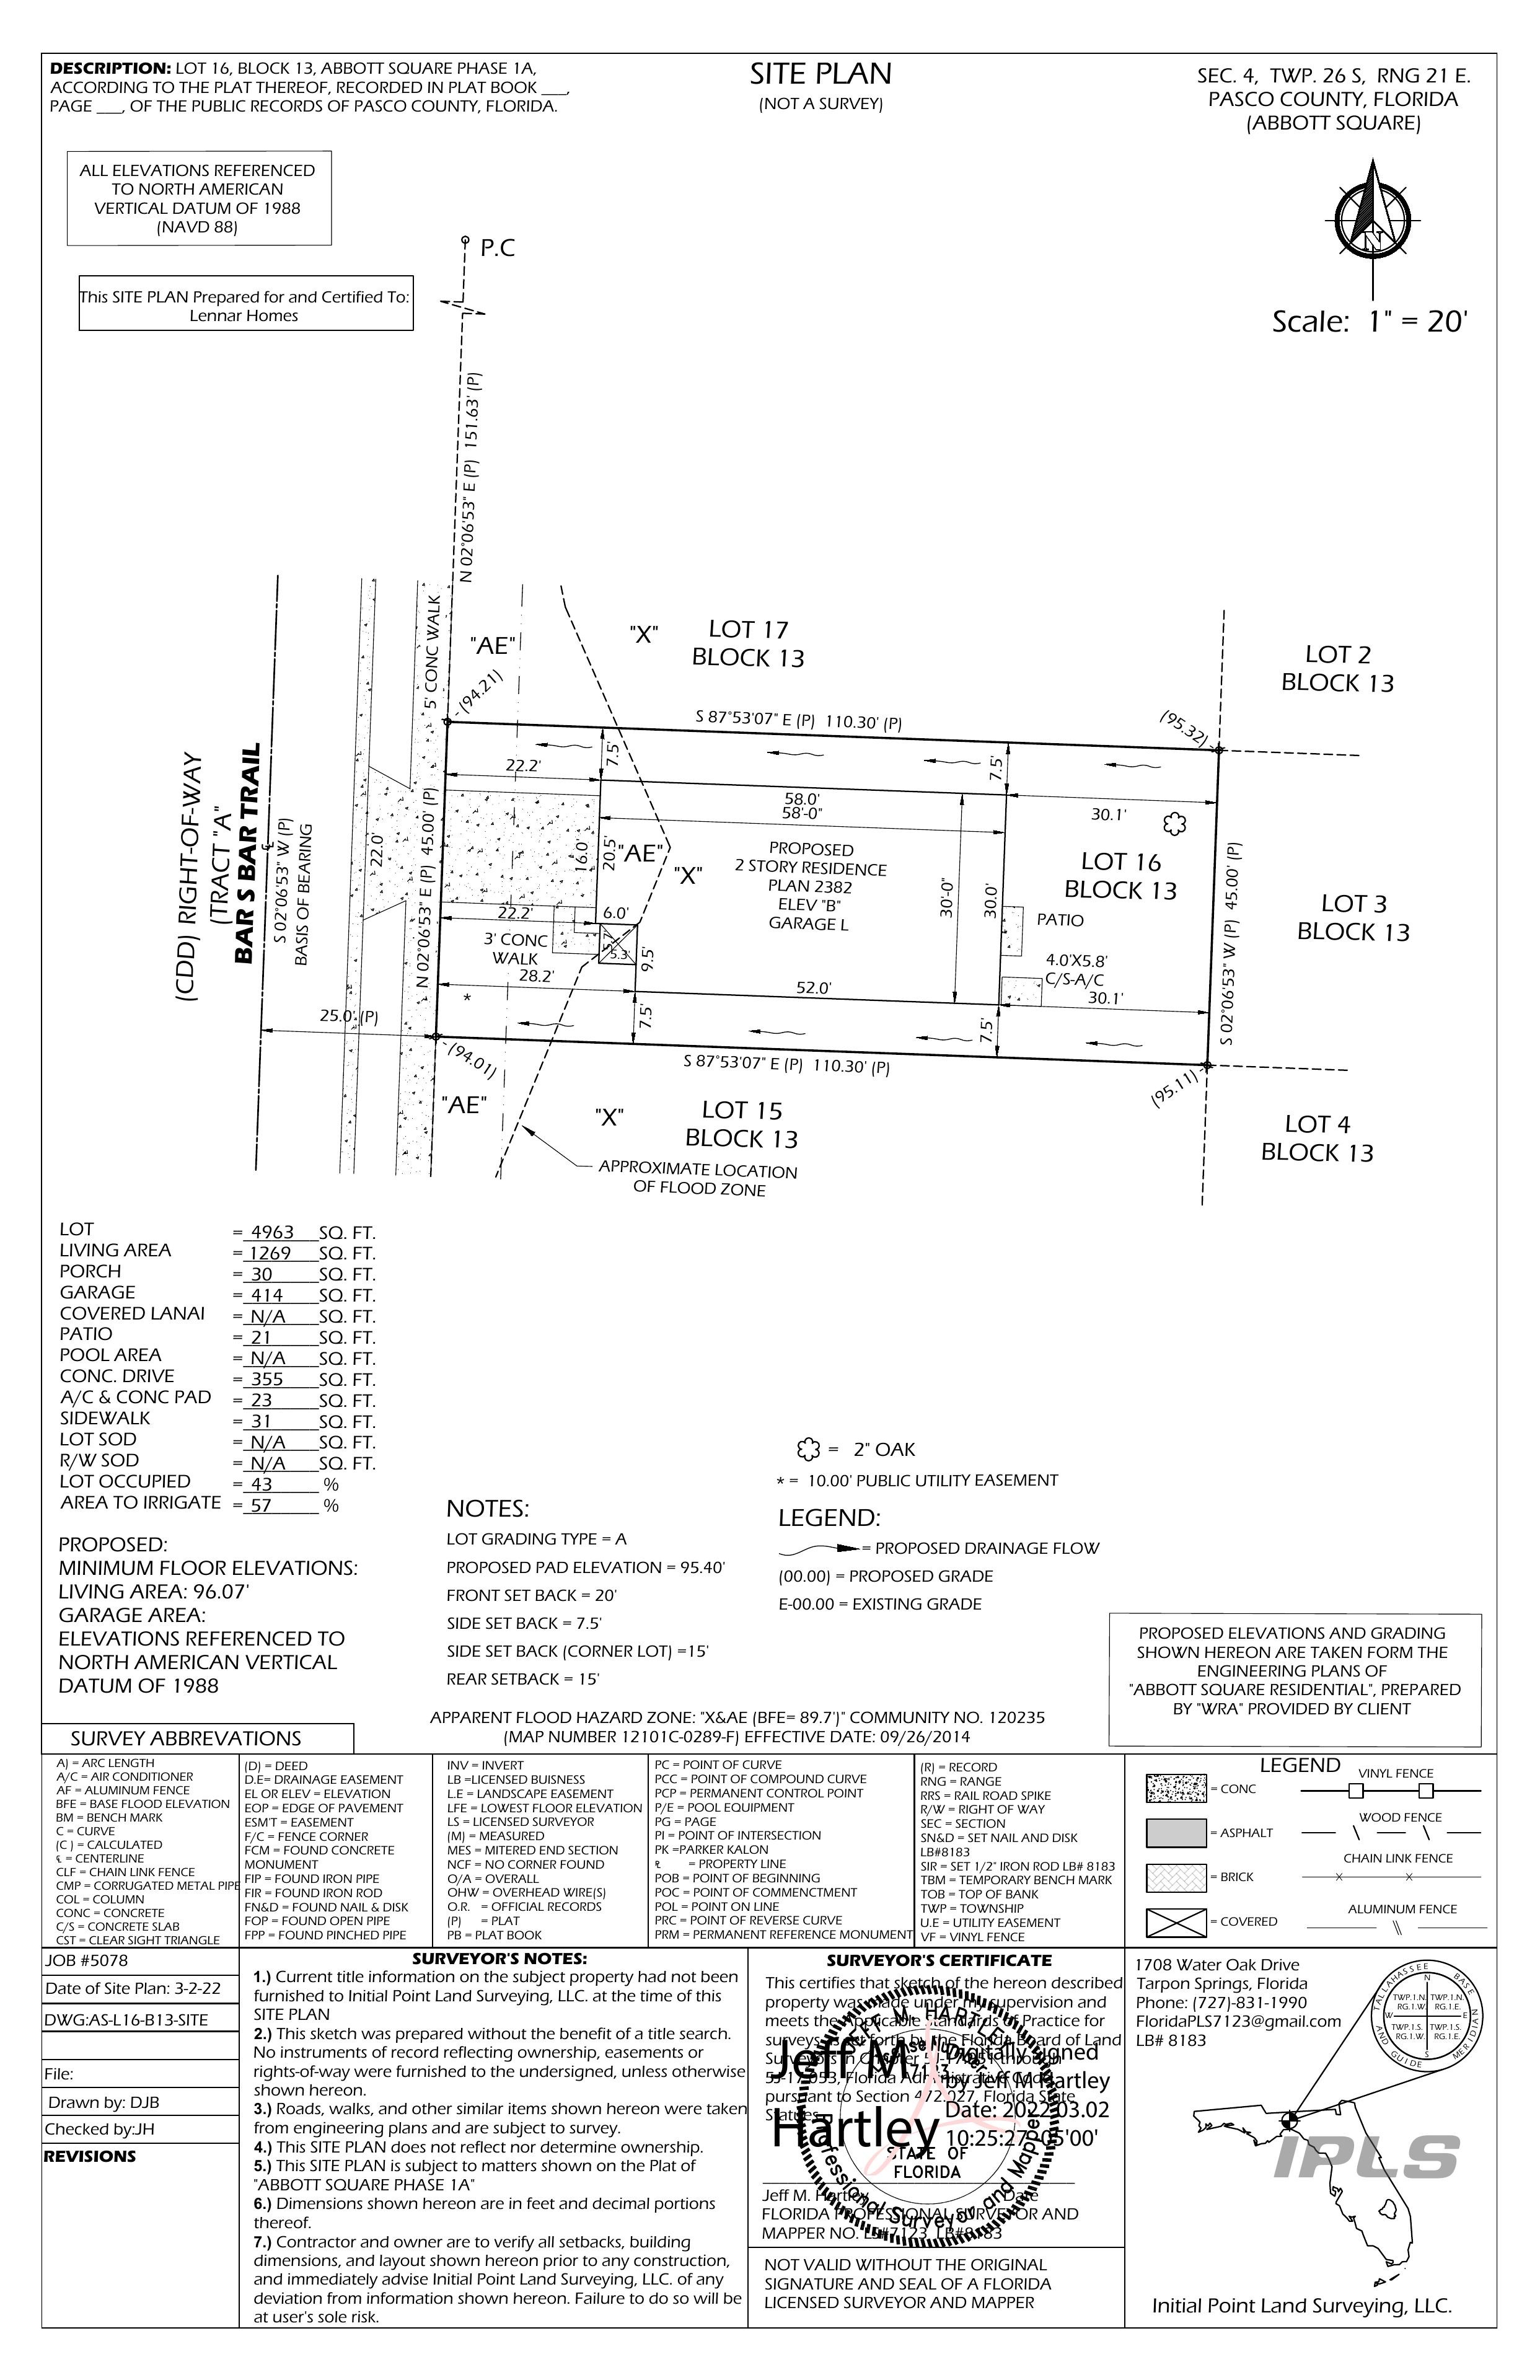 DESCRIPTION: LOT 16, BLOCK 13, ABBOTT SQUARE PHASE 1A,
ACCORDING TO THE PLAT THEREOF, RECORDED IN PLAT BOOK ___,
PAGE ___, OF THE PUBLIC RECORDS OF PASCO COUNTY, FLORIDA.
SITE PLAN
(NOT A SURVEY)
SEC. 4, TWP. 26 S, RNG 21 E.
PASCO COUNTY, FLORIDA
(ABBOTT SQUARE)
ALL ELEVATIONS REFERENCED
TO NORTH AMERICAN
VERTICAL DATUM OF 1988
(NAVD 88)
This SITE PLAN Prepared for and Certified To:
Lennar Homes
P.C
N
Scale: 1" = 20'
N 02°06'53" E (P) 151.63' (P)
5' CONC WALK
"AE"
"X"
LOT 17
BLOCK 13
LOT 2
BLOCK 13
(94.21)
S 87°53'07" E (P) 110.30' (P)
(95.32)
7.5'
7.5'
22.2'
58.0'
58'-0"
30.1'
(CDD) RIGHT-OF-WAY
(TRACT "A"
BAR S BAR TRAIL
S 02°06'53" W (P)
BASIS OF BEARING
22.0'
N 02°06'53" E (P) 45.00' (P)
16.0'
20.5'
"AE"
"X"
PROPOSED
2 STORY RESIDENCE
PLAN 2382
ELEV "B"
GARAGE L
30'-0"
30.0'
LOT 16
BLOCK 13
S 02°06'53" W (P) 45.00' (P)
LOT 3
BLOCK 13
22.2'
6.0'
5.7'
5.3'
9.5'
PATIO
3' CONC
WALK
28.2'
4.0'X5.8'
C/S-A/C
52.0'
30.1'
*
25.0' (P)
7.5'
7.5'
(94.01)
S 87°53'07" E (P) 110.30' (P)
(95.11)
"AE"
"X"
LOT 15
BLOCK 13
LOT 4
BLOCK 13
APPROXIMATE LOCATION
OF FLOOD ZONE
LOT = 4963 SQ. FT.
LIVING AREA = 1269 SQ. FT.
PORCH = 30 SQ. FT.
GARAGE = 414 SQ. FT.
COVERED LANAI = N/A SQ. FT.
PATIO = 21 SQ. FT.
POOL AREA = N/A SQ. FT.
CONC. DRIVE = 355 SQ. FT.
A/C & CONC PAD = 23 SQ. FT.
SIDEWALK = 31 SQ. FT.
LOT SOD = N/A SQ. FT.
R/W SOD = N/A SQ. FT.
LOT OCCUPIED = 43 %
AREA TO IRRIGATE = 57 %
PROPOSED:
MINIMUM FLOOR ELEVATIONS:
LIVING AREA: 96.07'
GARAGE AREA:
ELEVATIONS REFERENCED TO
NORTH AMERICAN VERTICAL
DATUM OF 1988
NOTES:
LOT GRADING TYPE = A
PROPOSED PAD ELEVATION = 95.40'
FRONT SET BACK = 20'
SIDE SET BACK = 7.5'
SIDE SET BACK (CORNER LOT) =15'
REAR SETBACK = 15'
= 2" OAK
* = 10.00' PUBLIC UTILITY EASEMENT
LEGEND:
= PROPOSED DRAINAGE FLOW
(00.00) = PROPOSED GRADE
E-00.00 = EXISTING GRADE
PROPOSED ELEVATIONS AND GRADING
SHOWN HEREON ARE TAKEN FORM THE
ENGINEERING PLANS OF
"ABBOTT SQUARE RESIDENTIAL", PREPARED
BY "WRA" PROVIDED BY CLIENT
APPARENT FLOOD HAZARD ZONE: "X&AE (BFE= 89.7')" COMMUNITY NO. 120235
(MAP NUMBER 12101C-0289-F) EFFECTIVE DATE: 09/26/2014
SURVEY ABBREVATIONS
A) = ARC LENGTH
A/C = AIR CONDITIONER
AF = ALUMINUM FENCE
BFE = BASE FLOOD ELEVATION
BM = BENCH MARK
C = CURVE
(C ) = CALCULATED
℄ = CENTERLINE
CLF = CHAIN LINK FENCE
CMP = CORRUGATED METAL PIPE
COL = COLUMN
CONC = CONCRETE
C/S = CONCRETE SLAB
CST = CLEAR SIGHT TRIANGLE
(D) = DEED
D.E= DRAINAGE EASEMENT
EL OR ELEV = ELEVATION
EOP = EDGE OF PAVEMENT
ESM'T = EASEMENT
F/C = FENCE CORNER
FCM = FOUND CONCRETE
MONUMENT
FIP = FOUND IRON PIPE
FIR = FOUND IRON ROD
FN&D = FOUND NAIL & DISK
FOP = FOUND OPEN PIPE
FPP = FOUND PINCHED PIPE
INV = INVERT
LB =LICENSED BUISNESS
L.E = LANDSCAPE EASEMENT
LFE = LOWEST FLOOR ELEVATION
LS = LICENSED SURVEYOR
(M) = MEASURED
MES = MITERED END SECTION
NCF = NO CORNER FOUND
O/A = OVERALL
OHW = OVERHEAD WIRE(S)
O.R. = OFFICIAL RECORDS
(P) = PLAT
PB = PLAT BOOK
PC = POINT OF CURVE
PCC = POINT OF COMPOUND CURVE
PCP = PERMANENT CONTROL POINT
P/E = POOL EQUIPMENT
PG = PAGE
PI = POINT OF INTERSECTION
PK =PARKER KALON
℄ = PROPERTY LINE
POB = POINT OF BEGINNING
POC = POINT OF COMMENCTMENT
POL = POINT ON LINE
PRC = POINT OF REVERSE CURVE
PRM = PERMANENT REFERENCE MONUMENT
(R) = RECORD
RNG = RANGE
RRS = RAIL ROAD SPIKE
R/W = RIGHT OF WAY
SEC = SECTION
SN&D = SET NAIL AND DISK
LB#8183
SIR = SET 1/2" IRON ROD LB# 8183
TBM = TEMPORARY BENCH MARK
TOB = TOP OF BANK
TWP = TOWNSHIP
U.E = UTILITY EASEMENT
VF = VINYL FENCE
LEGEND
= CONC
= ASPHALT
= BRICK
= COVERED
VINYL FENCE
WOOD FENCE
CHAIN LINK FENCE
ALUMINUM FENCE
JOB #5078
Date of Site Plan: 3-2-22
DWG:AS-L16-B13-SITE
File:
Drawn by: DJB
Checked by:JH
REVISIONS
SURVEYOR'S NOTES:
1.) Current title information on the subject property had not been
furnished to Initial Point Land Surveying, LLC. at the time of this
SITE PLAN
2.) This sketch was prepared without the benefit of a title search.
No instruments of record reflecting ownership, easements or
rights-of-way were furnished to the undersigned, unless otherwise
shown hereon.
3.) Roads, walks, and other similar items shown hereon were taken
from engineering plans and are subject to survey.
4.) This SITE PLAN does not reflect nor determine ownership.
5.) This SITE PLAN is subject to matters shown on the Plat of
"ABBOTT SQUARE PHASE 1A"
6.) Dimensions shown hereon are in feet and decimal portions
thereof.
7.) Contractor and owner are to verify all setbacks, building
dimensions, and layout shown hereon prior to any construction,
and immediately advise Initial Point Land Surveying, LLC. of any
deviation from information shown hereon. Failure to do so will be
at user's sole risk.
SURVEYOR'S CERTIFICATE
This certifies that sketch of the hereon described
property was made under my supervision and
meets the applicable Standards of Practice for
surveys as set forth by the Florida Board of Land
Surveyors in Chapter through
Florida Administrative Code,
pursuant to Section 472.027, Florida State
Statues.
Jeff M
Hartley
Digitally signed
by Jeff M Hartley
Date: 2022.03.02
10:25:27
STATE OF
FLORIDA
Professional Surveyor and Mapper
Jeff M. Hartley Date
FLORIDA PROFESSIONAL SURVEYOR AND
MAPPER NO. LS#7123 LB#8183
NOT VALID WITHOUT THE ORIGINAL
SIGNATURE AND SEAL OF A FLORIDA
LICENSED SURVEYOR AND MAPPER
1708 Water Oak Drive
Tarpon Springs, Florida
Phone: (727)-831-1990
FloridaPLS7123@gmail.com
LB# 8183
TALLAHASSEE BASE
AND GUIDE MERIDIAN
N
W
E
S
TWP.1.N. TWP.1.N.
RG.1.W. RG.1.E.
TWP.1.S. TWP.1.S.
RG.1.W. RG.1.E.
IPLS
Initial Point Land Surveying, LLC.